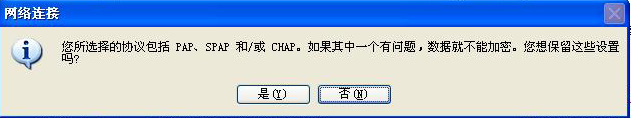 网络连接
您所选择的协议包括 PAP、SPAP 和/或 CHAP。如果其中一个有问题，数据就不能加密。您想保留这些设置
吗?
是(Y)
否(N)